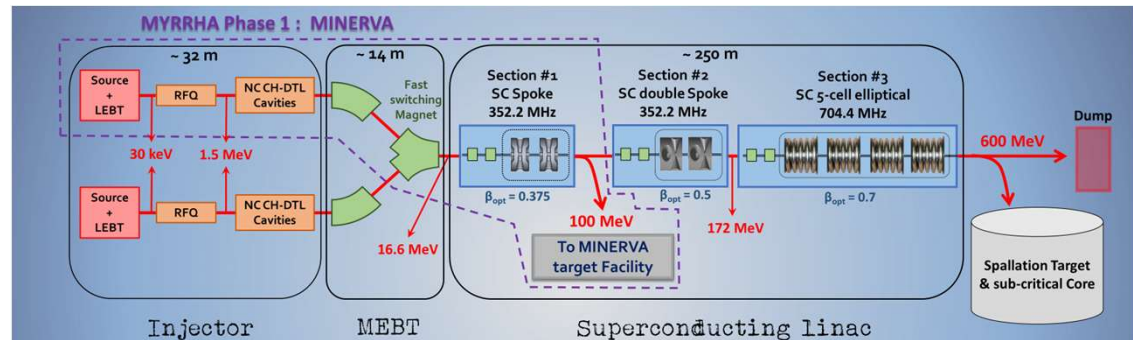 MYRRHA Phase 1 : MINERVA
~ 32 m
~ 14 m
~ 250 m
Source
+
LEBT
RFQ
NC CH-DTL
Cavities
Fast
switching
Magnet
Section #1
SC Spoke
352.2 MHz
Section #2
SC double Spoke
352.2 MHz
Section #3
SC 5-cell elliptical
704.4 MHz
Dump
600 MeV
30 keV
1.5 MeV
βopt = 0.375
βopt = 0.5
βopt = 0.7
Source
+
LEBT
RFQ
NC CH-DTL
Cavities
16.6 MeV
100 MeV
172 MeV
To MINERVA
target Facility
Spallation Target
& sub-critical Core
Injector
MEBT
Superconducting linac